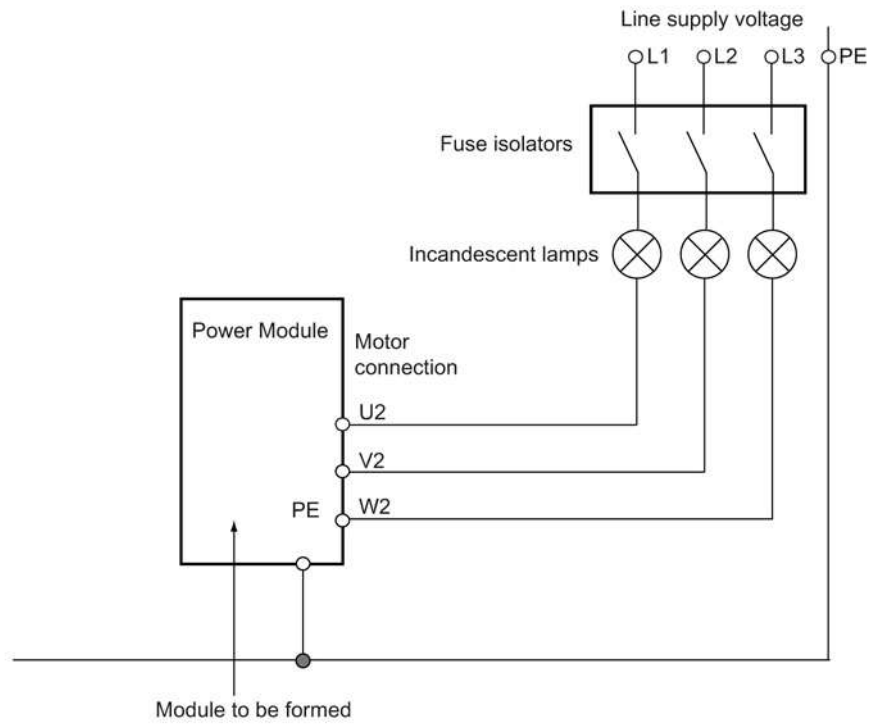 Line supply voltage
L1
L2
L3
PE
Fuse isolators
Incandescent lamps
Power Module
Motor
connection
U2
V2
PE
W2
Module to be formed